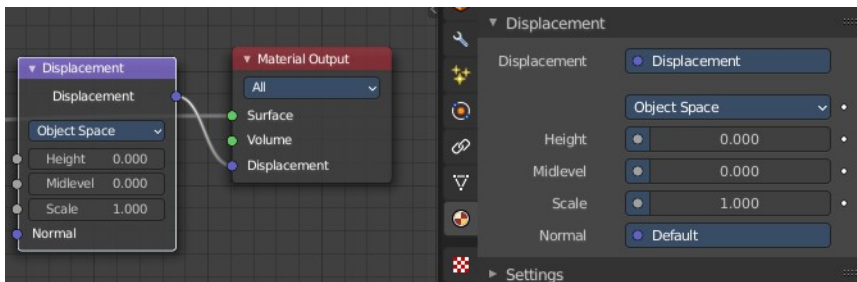 Displacement
Displacement
Object Space
Height 0.000
Midlevel 0.000
Scale 1.000
Normal
Material Output
All
Surface
Volume
Displacement
Displacement
Displacement Displacement
Object Space
Height 0.000
Midlevel 0.000
Scale 1.000
Normal Default
Settings